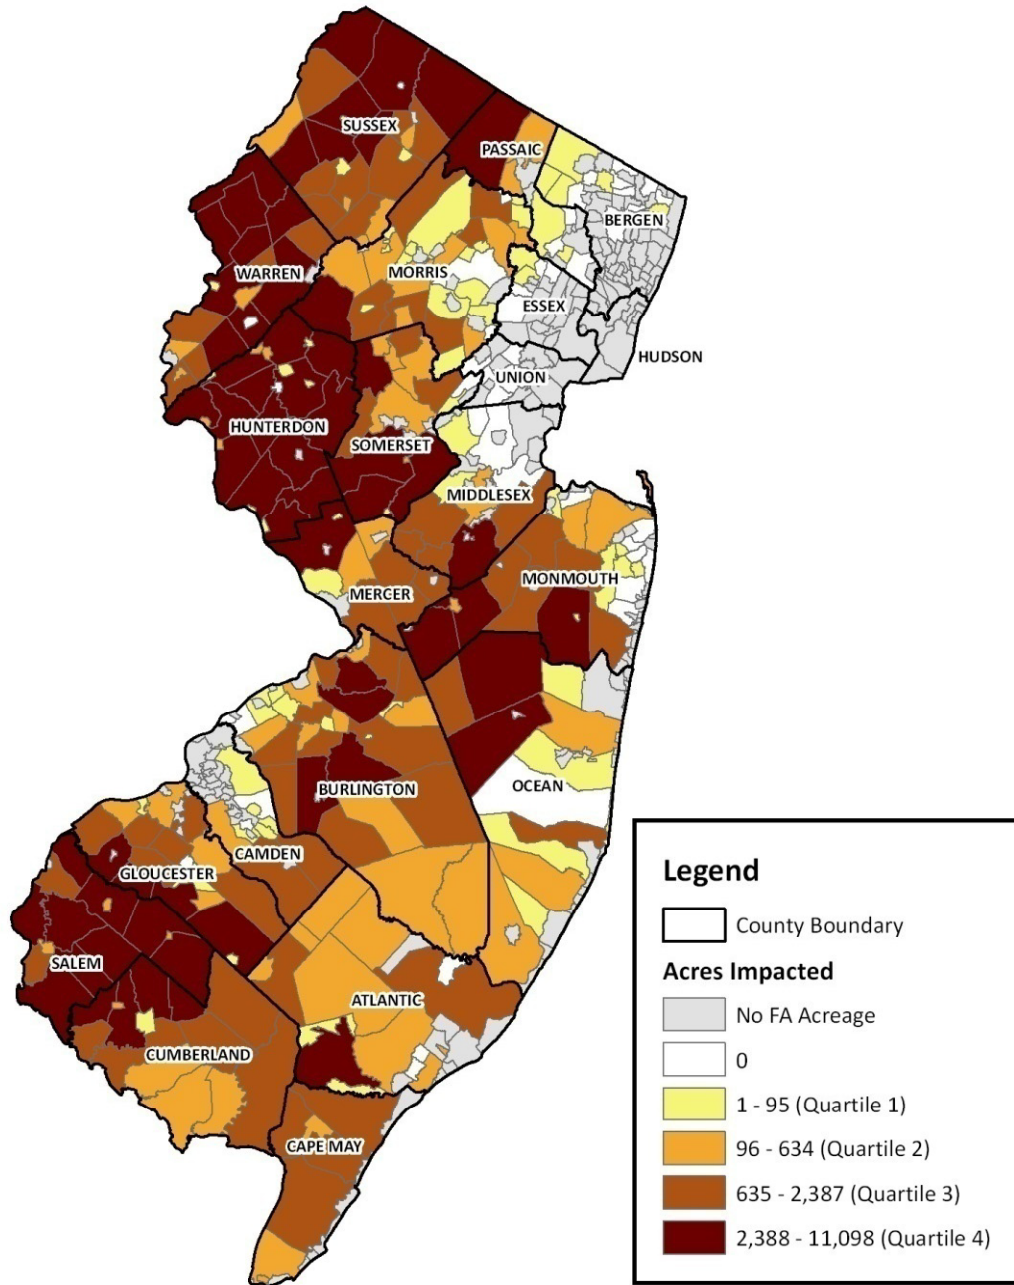 SUSSEX
PASSAIC
BERGEN
WARREN
MORRIS
ESSEX
HUDSON
UNION
HUNTERDON
SOMERSET
MIDDLESEX
MERCER
MONMOUTH
OCEAN
BURLINGTON
CAMDEN
GLOUCESTER
SALEM
ATLANTIC
CUMBERLAND
CAPE MAY
Legend
County Boundary
Acres Impacted
No FA Acreage
0
1 - 95 (Quartile 1)
96 - 634 (Quartile 2)
635 - 2,387 (Quartile 3)
2,388 - 11,098 (Quartile 4)